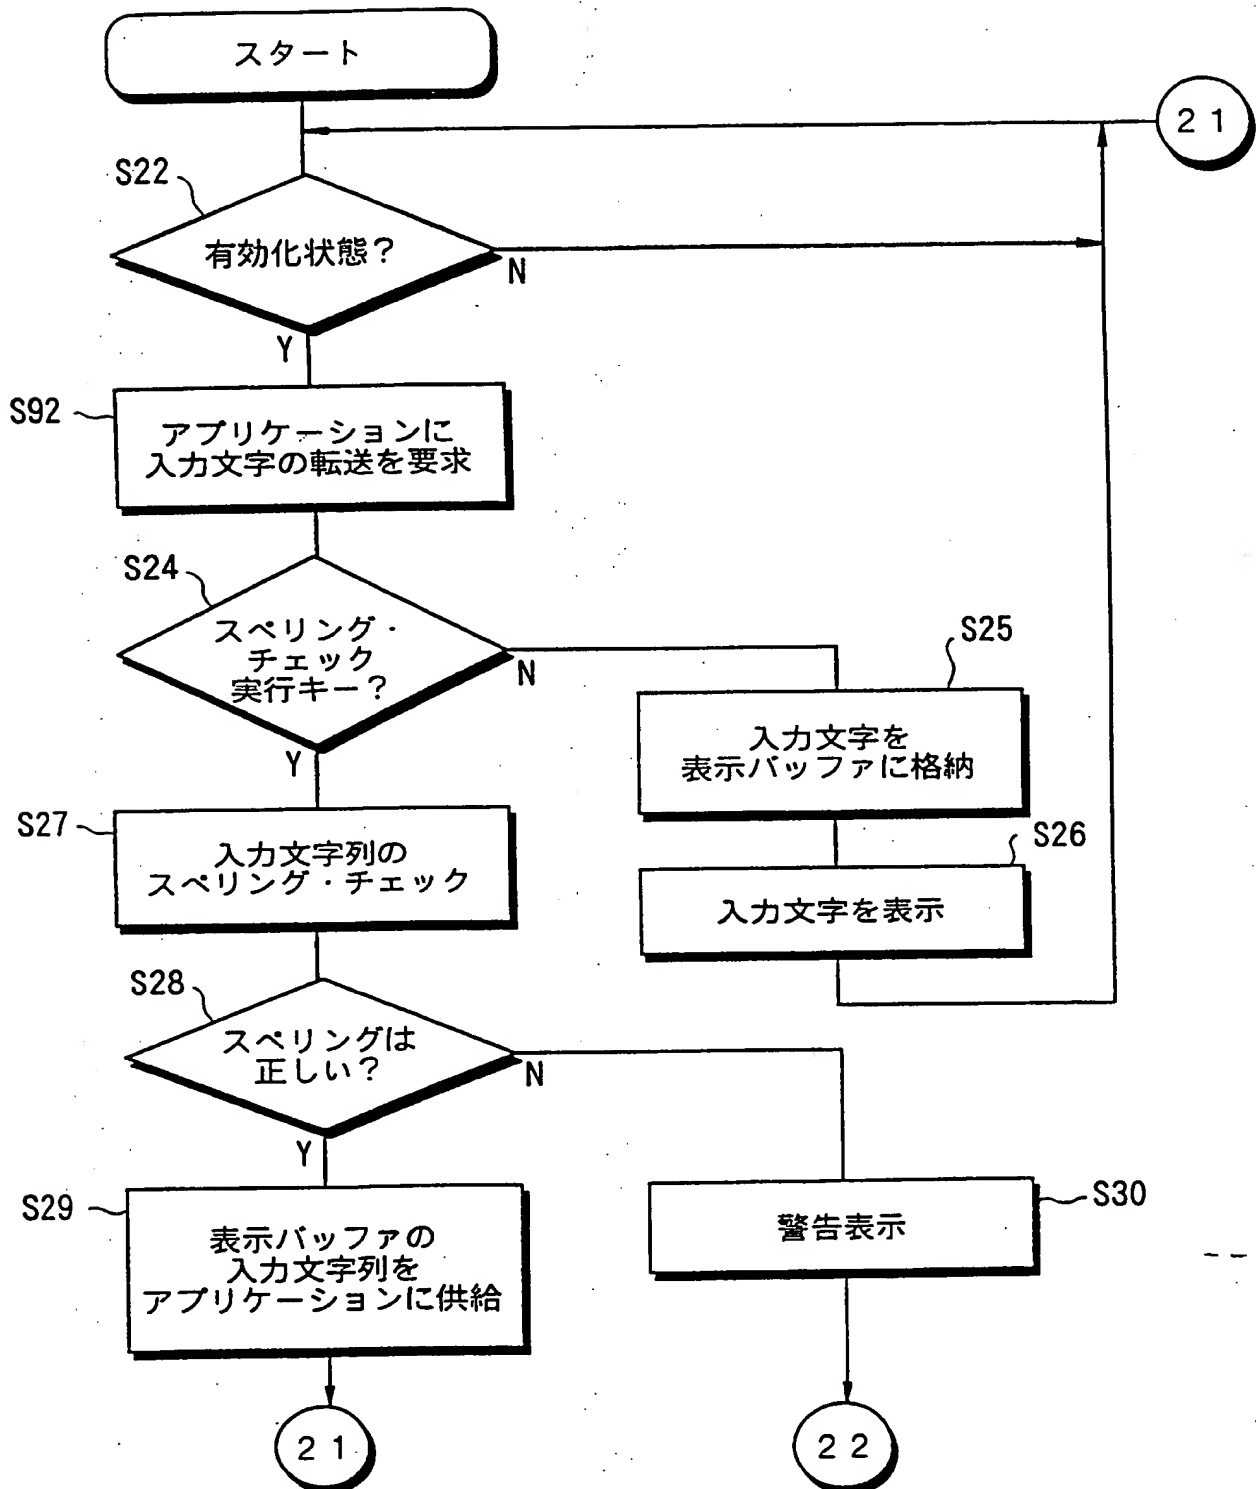 スタート
21
S22
有効化状態?
N
Y
S92
アプリケーションに
入力文字の転送を要求
S24
スペリング・
チェック
実行キー?
N
Y
S25
入力文字を
表示バッファに格納
S26
入力文字を表示
S27
入力文字列の
スペリング・チェック
S28
スペリングは
正しい?
N
Y
S29
表示バッファの
入力文字列を
アプリケーションに供給
S30
警告表示
21
22